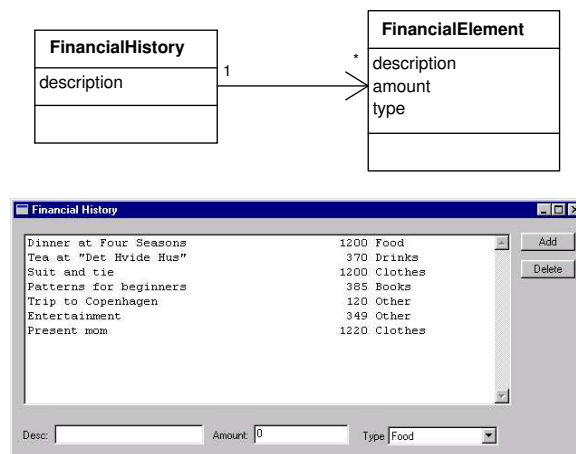 FinancialHistory
description
1
*
FinancialElement
description
amount
type
Financial History
Dinner at Four Seasons 1200 Food
Tea at "Det Hvide Hus" 370 Drinks
Suit and tie 1200 Clothes
Patterns for beginners 385 Books
Trip to Copenhagen 120 Other
Entertainment 349 Other
Present mom 1220 Clothes
Add
Delete
Desc:
Amount: 0
Type Food